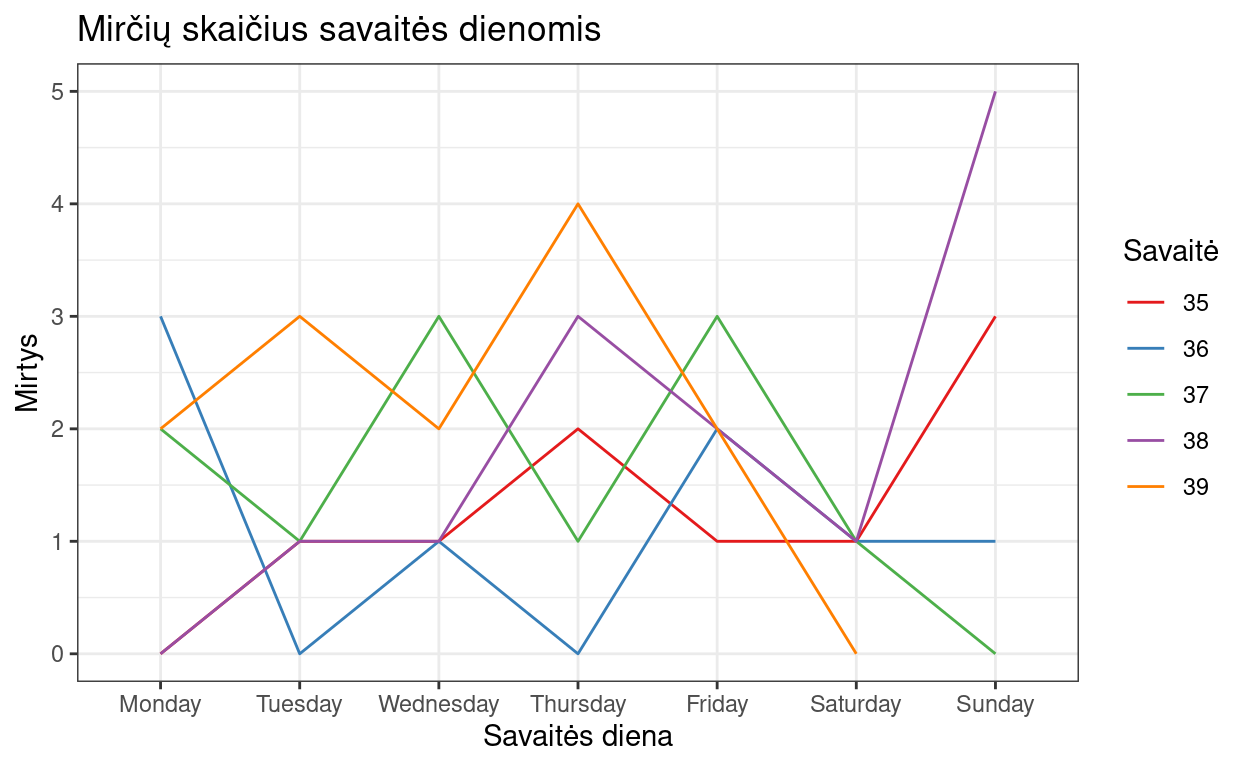 Mirčių skaičius savaitės dienomis
5
4
3
2
1
0
Mirtys
Monday Tuesday Wednesday Thursday Friday Saturday Sunday
Savaitės diena
Savaitė
35
36
37
38
39